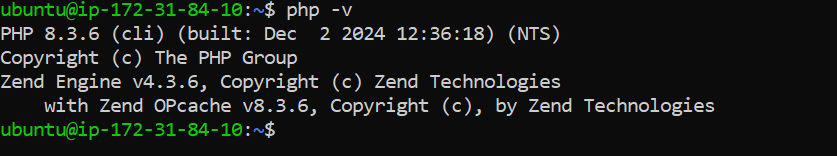 ubuntu@ip-172-31-84-10:~$ php -v
PHP 8.3.6 (cli) (built: Dec  2 2024 12:36:18) (NTS)
Copyright (c) The PHP Group
Zend Engine v4.3.6, Copyright (c) Zend Technologies
    with Zend OPcache v8.3.6, Copyright (c), by Zend Technologies
ubuntu@ip-172-31-84-10:~$